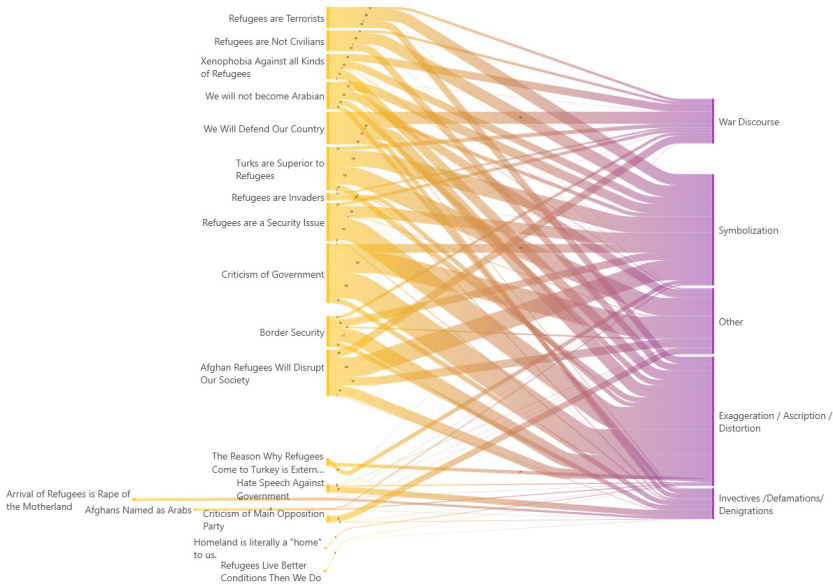 Refugees are Terrorists
Refugees are Not Civilians
Xenophobia Against all Kinds
of Refugees
We will not become Arabian
We Will Defend Our Country
Turks are Superior to
Refugees
Refugees are Invaders
Refugees are a Security Issue
Criticism of Government
Border Security
Afghan Refugees Will Disrupt
Our Society
The Reason Why Refugees
Come to Turkey is Extern...
Hate Speech Against
Government
Arrival of Refugees is Rape of
the Motherland
Afghans Named as Arabs
Criticism of Main Opposition
Party
Homeland is literally a "home"
to us.
Refugees Live Better
Conditions Then We Do
War Discourse
Symbolization
Other
Exaggeration / Ascription /
Distortion
Invectives /Defamations/
Denigrations